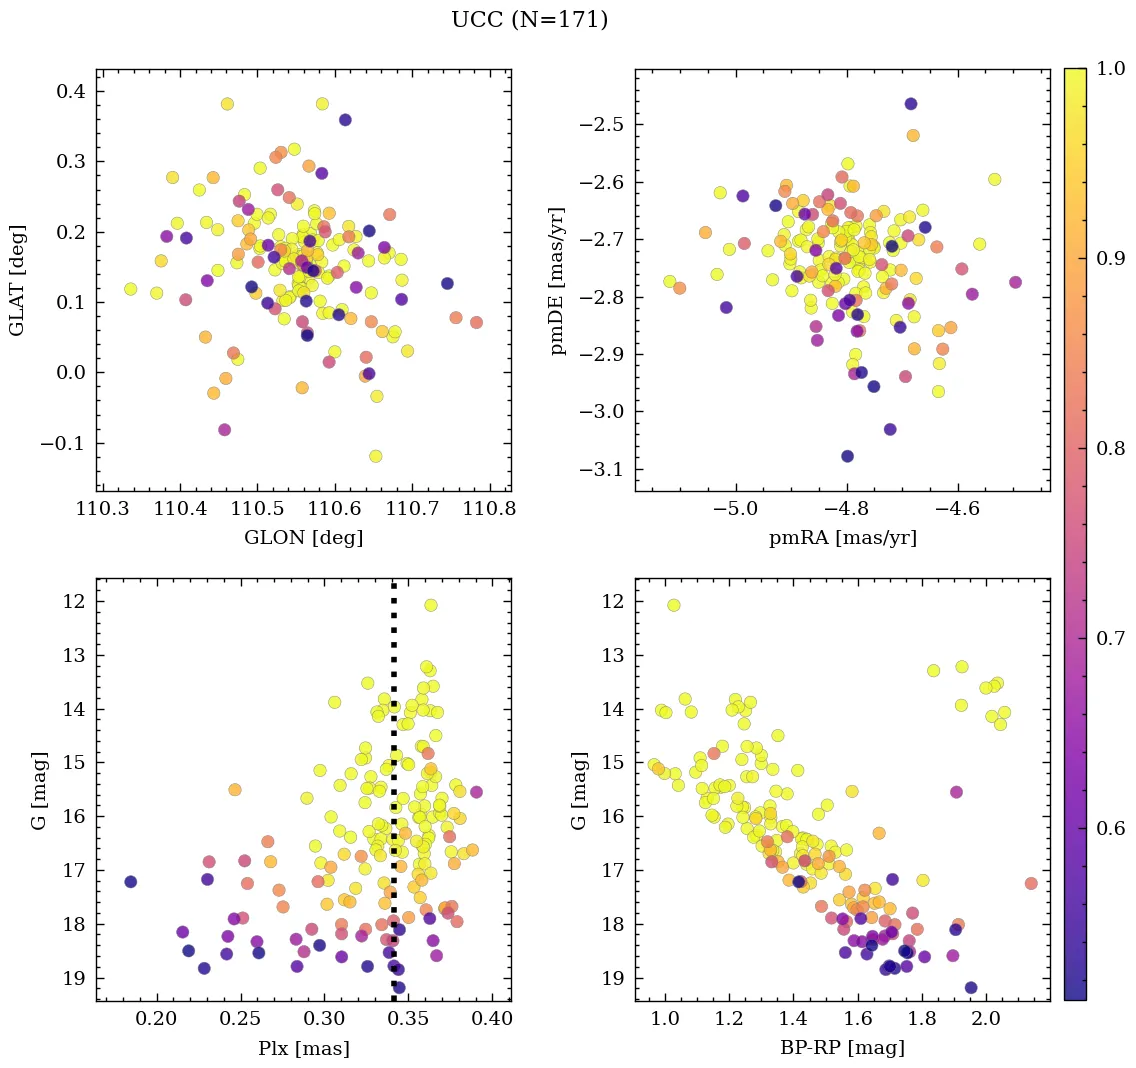 UCC (N=171)
0.4
0.3
0.2
0.1
0.0
−0.1
GLAT [deg]
110.3 110.4 110.5 110.6 110.7 110.8
GLON [deg]
−2.5
−2.6
−2.7
−2.8
−2.9
−3.0
−3.1
pmDE [mas/yr]
−5.0 −4.8 −4.6
pmRA [mas/yr]
1.0
0.9
0.8
0.7
0.6
12
13
14
15
16
17
18
19
G [mag]
0.20 0.25 0.30 0.35 0.40
Plx [mas]
12
13
14
15
16
17
18
19
G [mag]
1.0 1.2 1.4 1.6 1.8 2.0
BP-RP [mag]